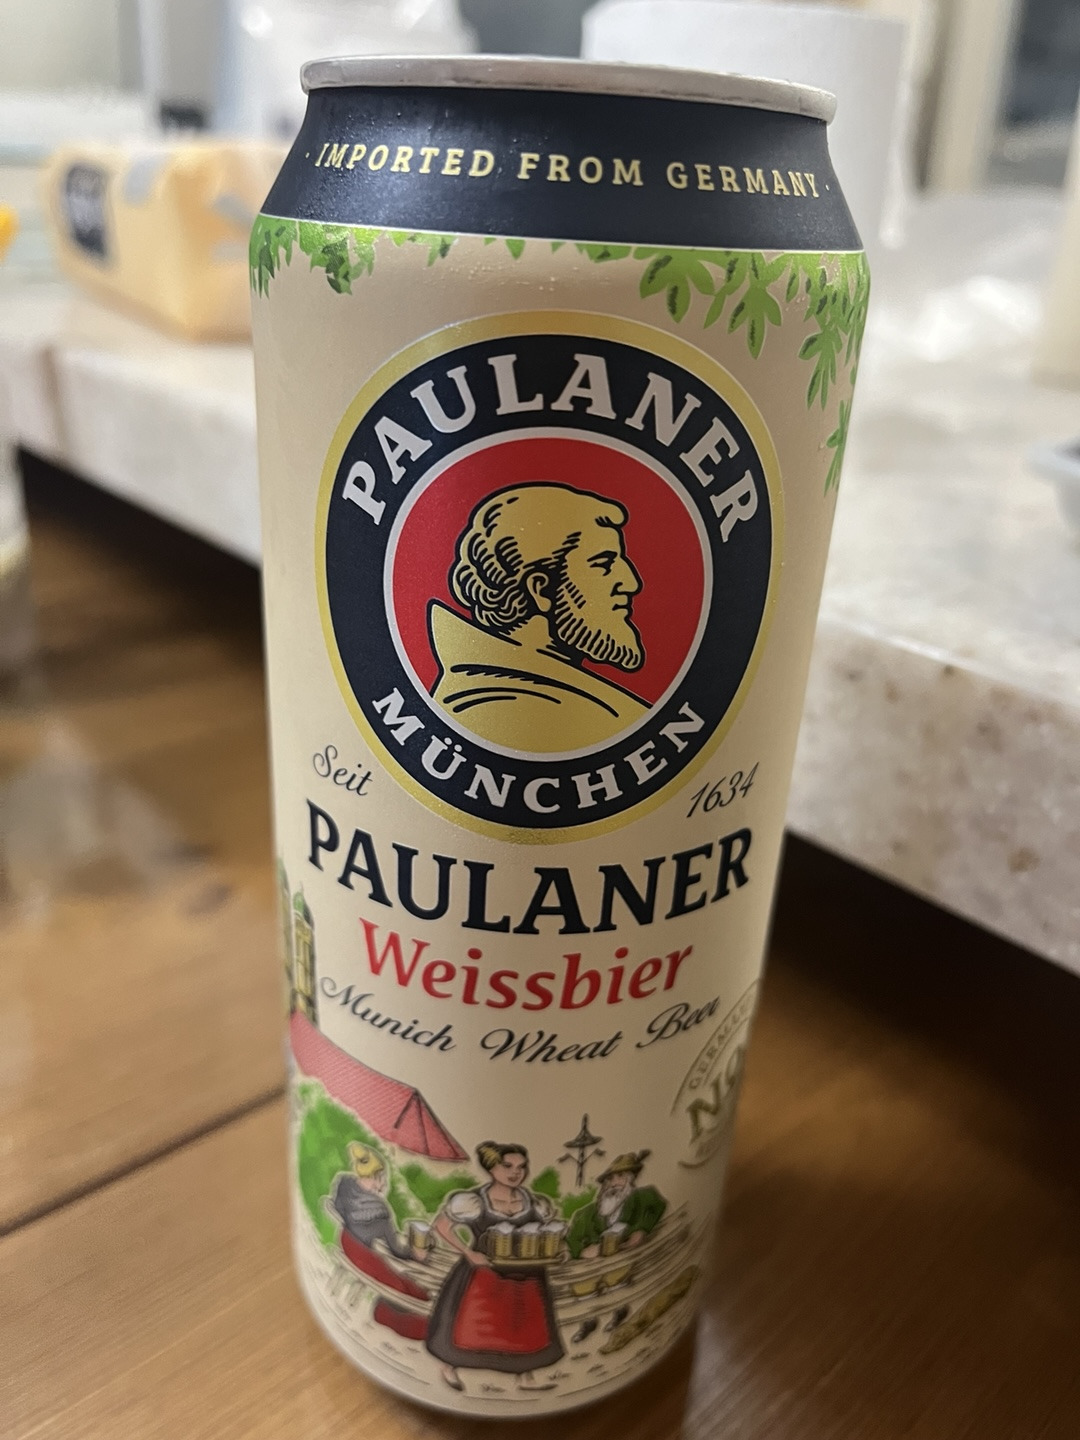 · IMPORTED FROM GERMANY ·
PAULANER
MÜNCHEN
Seit 1634
PAULANER
Weissbier
Munich Wheat Beer